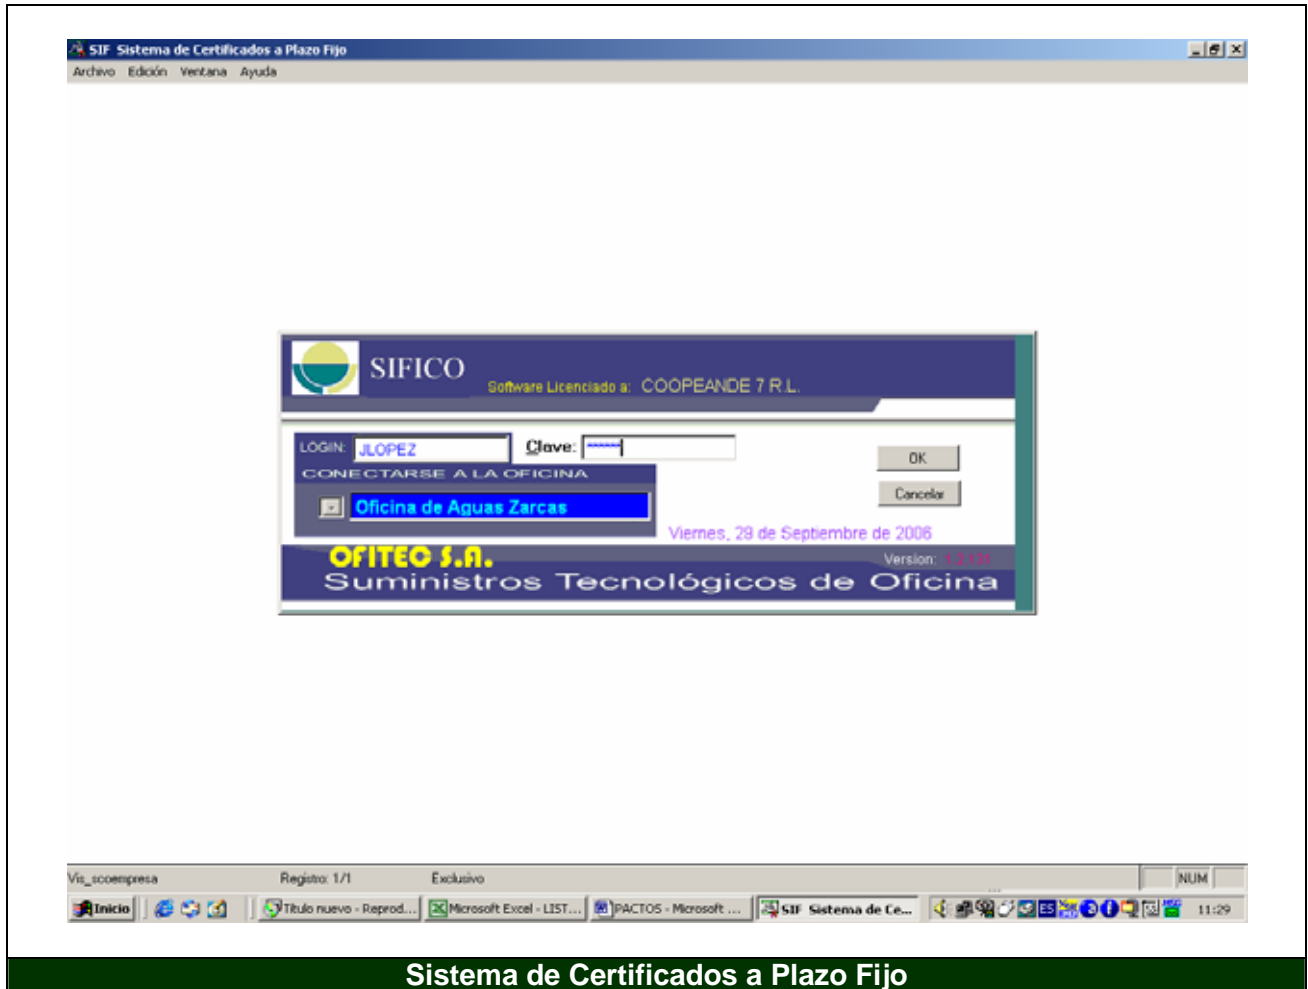 SIF Sistema de Certificados a Plazo Fijo
Archivo Edición Ventana Ayuda
SIFICO
Software Licenciado a: COOPEANDE 7 R.L.
LOGIN: JLOPEZ Clave: ------
CONECTARSE A LA OFICINA
OK
Cancelar
Oficina de Aguas Zarcas
Viernes, 29 de Septiembre de 2006
OFITEC S.A.
Version:
Suministros Tecnológicos de Oficina
Vis_scoempresa Registro: 1/1 Exclusivo NUM
Inicio Título nuevo - Reprod... Microsoft Excel - LIST... PACTOS - Microsoft ... SIF Sistema de Ce... ES 11:29
Sistema de Certificados a Plazo Fijo